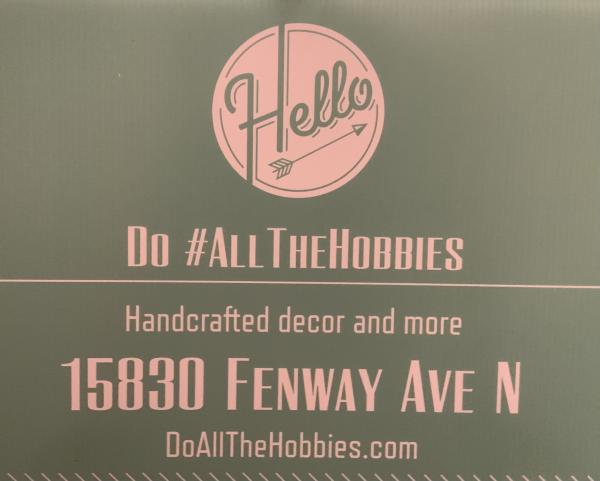 Hello
Do #AllTheHobbies
Handcrafted decor and more
15830 Fenway Ave N
DoAllTheHobbies.com